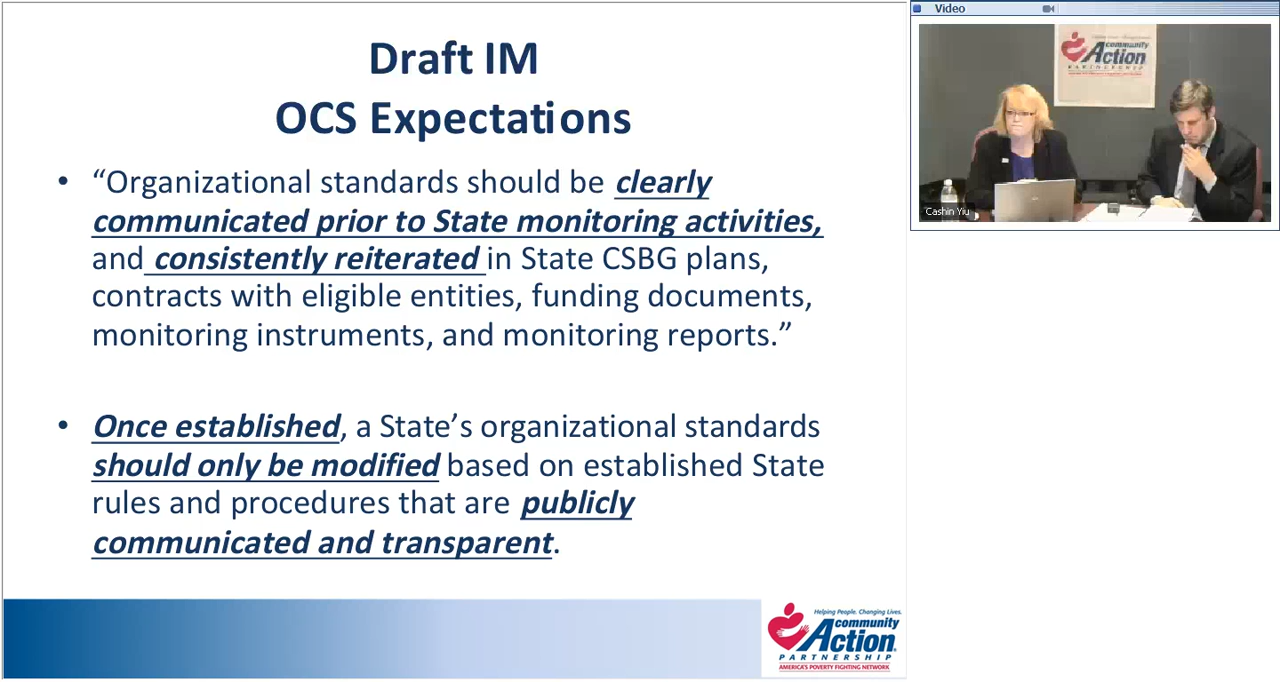 Draft IM
OCS Expectations
• “Organizational standards should be clearly
communicated prior to State monitoring activities,
and consistently reiterated in State CSBG plans,
contracts with eligible entities, funding documents,
monitoring instruments, and monitoring reports.”
• Once established, a State’s organizational standards
should only be modified based on established State
rules and procedures that are publicly
communicated and transparent.
Helping People. Changing Lives.
community
Action
PARTNERSHIP
AMERICA'S POVERTY FIGHTING NETWORK
Video
community
Action
PARTNERSHIP
Cashin Yiu